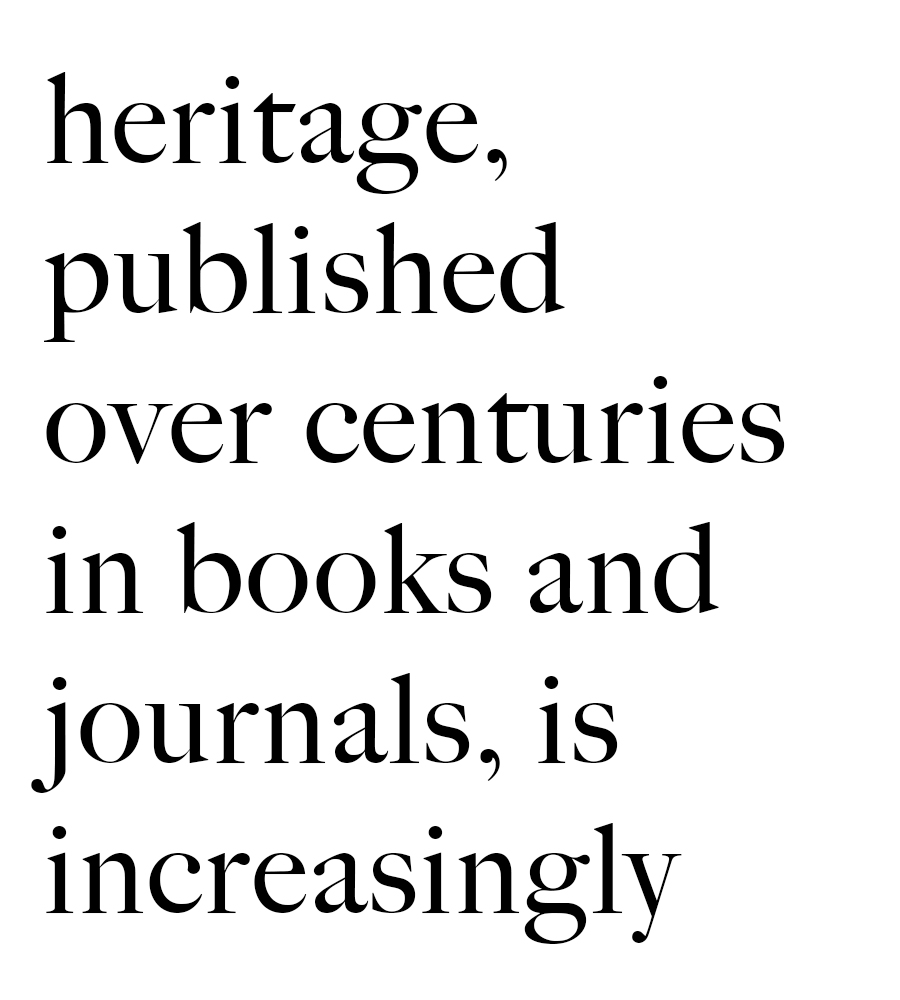 heritage,
published
over centuries
in books and
journals, is
increasingly